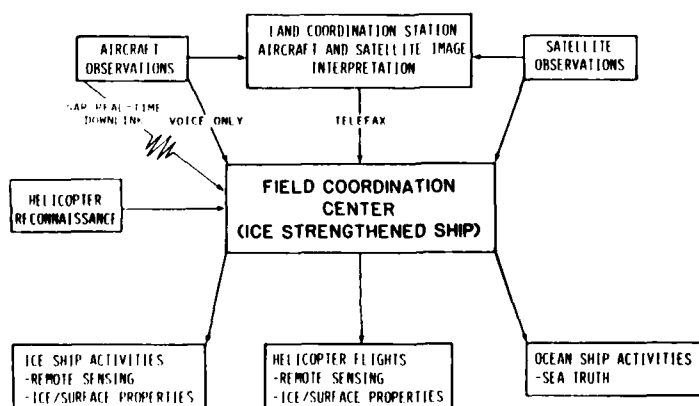 LAND COORDINATION STATION
AIRCRAFT AND SATELLITE IMAGE
INTERPRETATION
AIRCRAFT
OBSERVATIONS
SATELLITE
OBSERVATIONS
SAR REAL-TIME
DOWNLINK
VOICE ONLY
TELEFAX
FIELD COORDINATION
CENTER
(ICE STRENGTHENED SHIP)
HELICOPTER
RECONNAISSANCE
ICE SHIP ACTIVITIES
-REMOTE SENSING
-ICE/SURFACE PROPERTIES
HELICOPTER FLIGHTS
-REMOTE SENSING
-ICE/SURFACE PROPERTIES
OCEAN SHIP ACTIVITIES
-SEA TRUTH